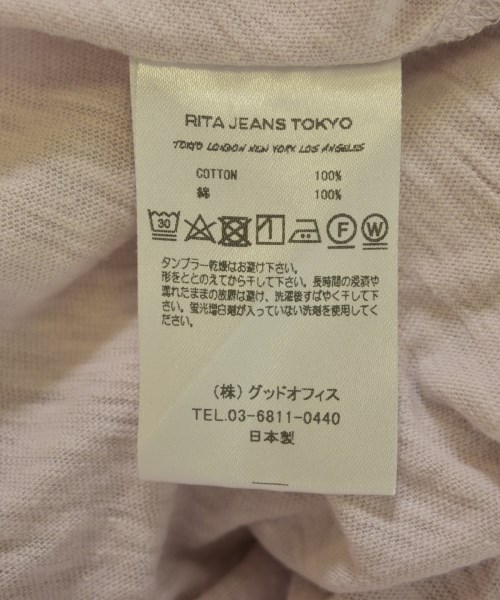 RITA JEANS TOKYO
TOKYO LONDON NEW YORK LOS ANGELES
COTTON 100%
綿 100%
30
F
W
タンブラー乾燥はお避け下さい。
形をととのえてから干して下さい。長時間の浸漬や
濡れたままの放置は避け、洗濯後すばやく干して下
さい。蛍光増白剤が入っていない洗剤を使用してく
ださい。
(株)グッドオフィス
TEL.03-6811-0440
日本製